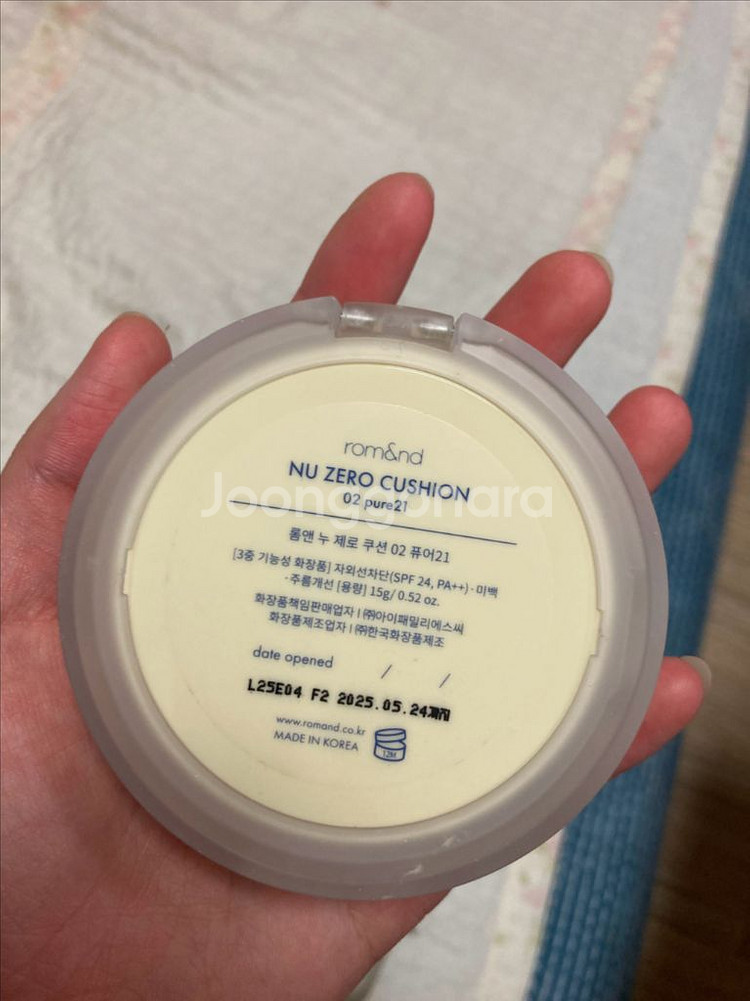 rom&nd
NU ZERO CUSHION
02 pure21
Joonggonara
롬앤 누 제로 쿠션 02 퓨어21
[3중 기능성 화장품] 자외선차단(SPF 24, PA++)·미백
·주름개선 [용량] 15g/ 0.52 oz.
화장품책임판매업자 | ㈜아이패밀리에스씨
화장품제조업자 | ㈜한국화장품제조
date opened / /
L25E04 F2 2025.05.24까지
www.romand.co.kr
MADE IN KOREA
12M